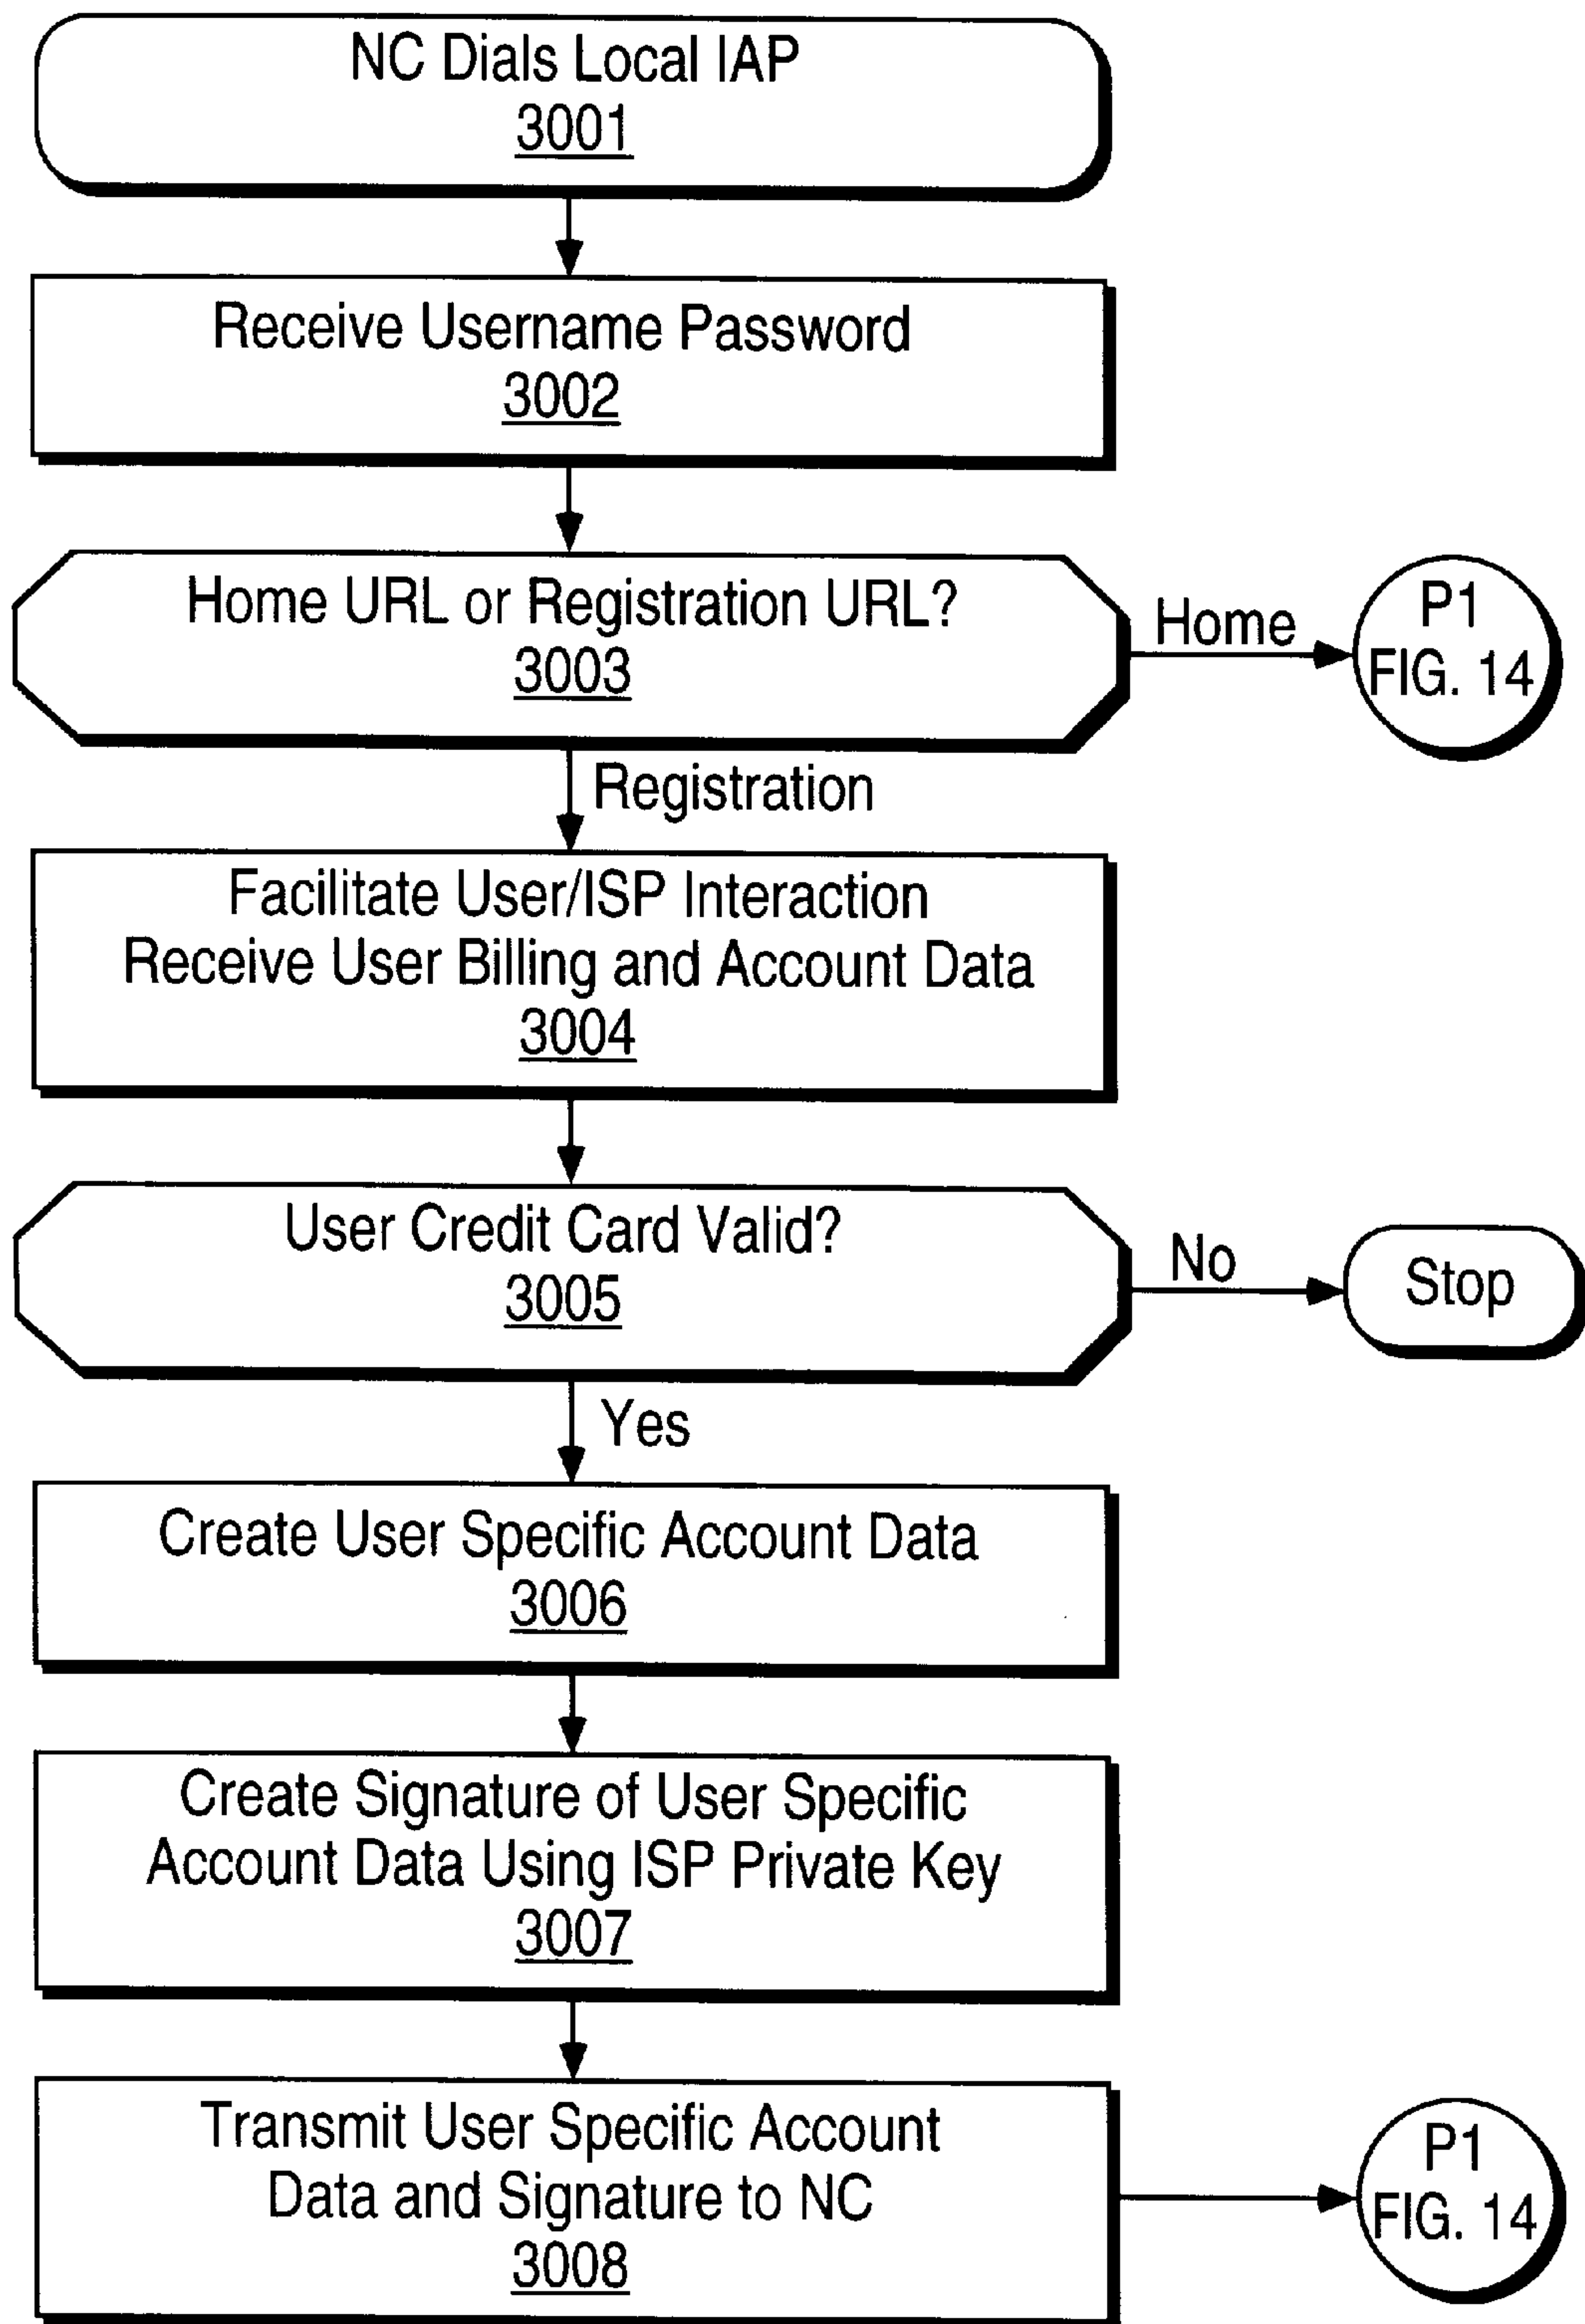 NC Dials Local IAP
3001
Receive Username Password
3002
Home URL or Registration URL?
3003
Home
P1
FIG. 14
Registration
Facilitate User/ISP Interaction
Receive User Billing and Account Data
3004
User Credit Card Valid?
3005
No
Stop
Yes
Create User Specific Account Data
3006
Create Signature of User Specific
Account Data Using ISP Private Key
3007
Transmit User Specific Account
Data and Signature to NC
3008
P1
FIG. 14